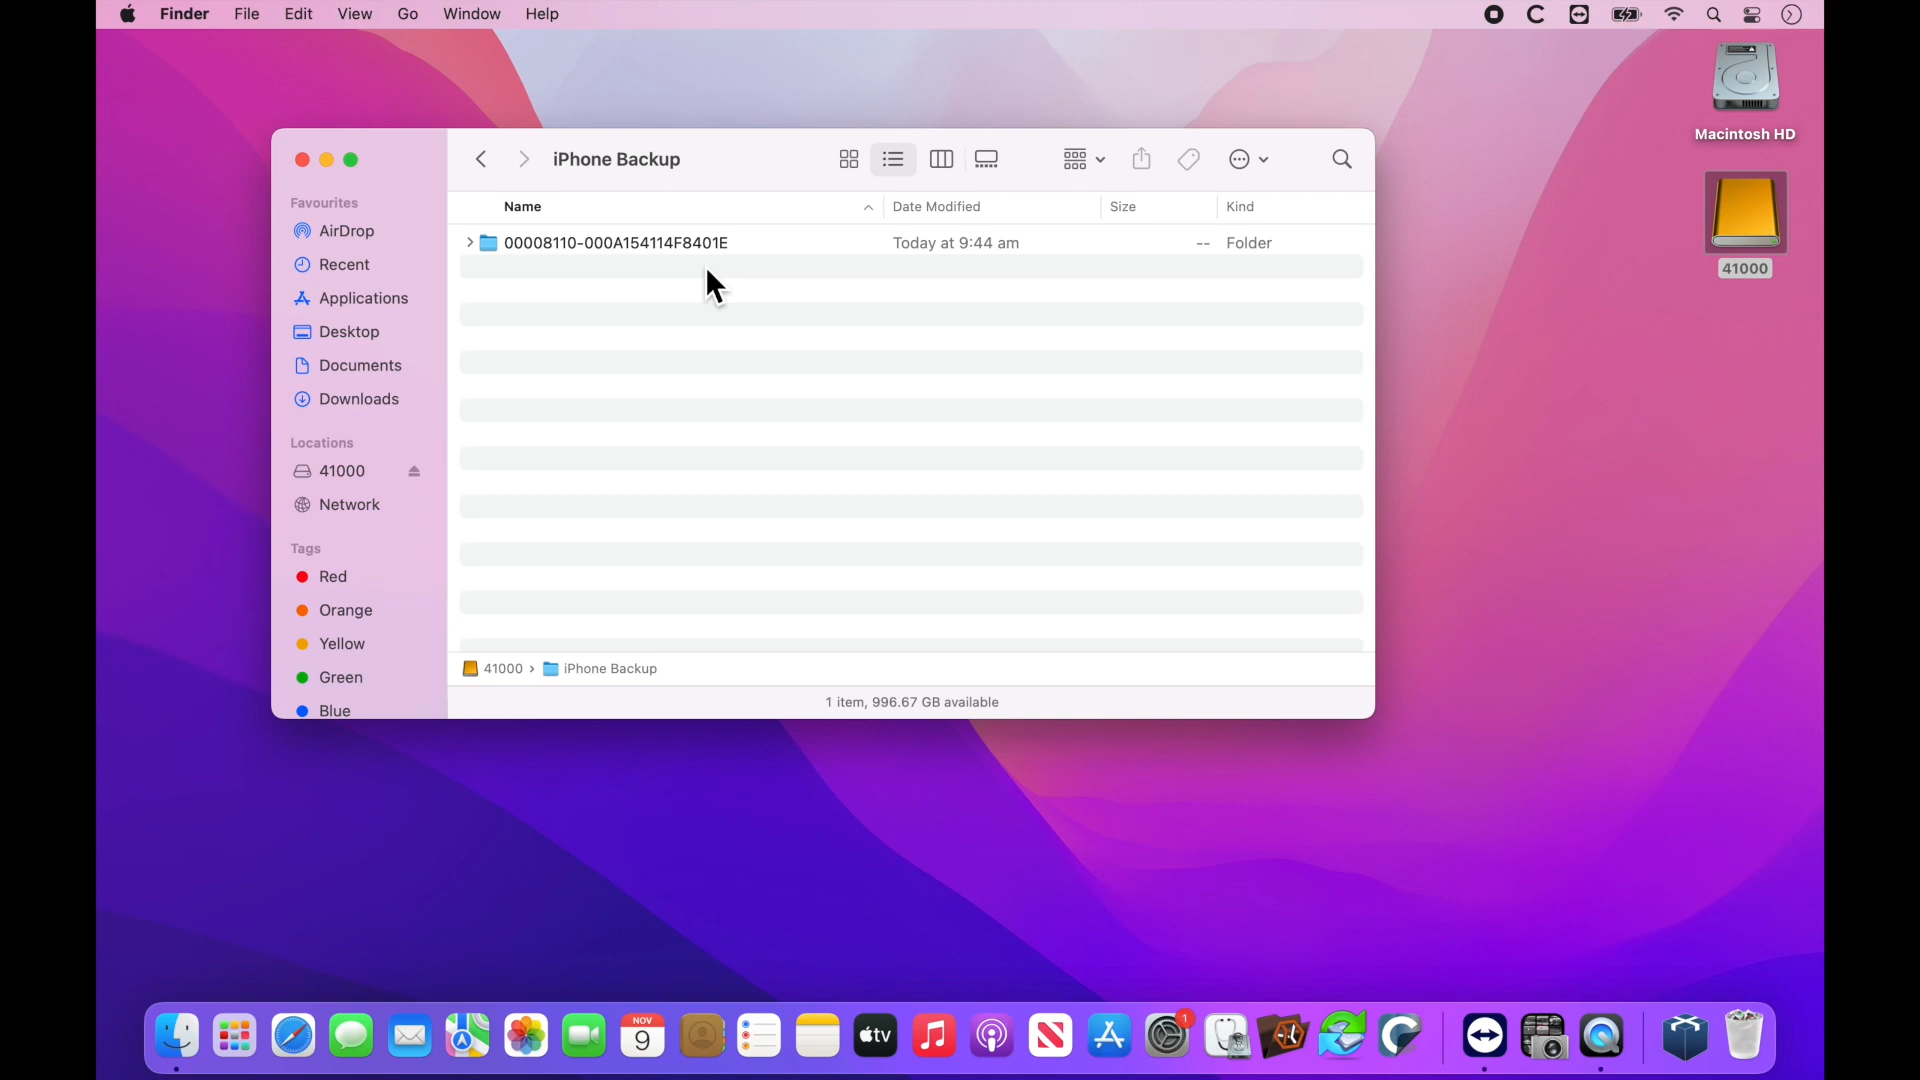 Finder File Edit View Go Window Help
Macintosh HD
41000
iPhone Backup
Favourites
AirDrop
Recent
Applications
Desktop
Documents
Downloads
Locations
41000
Network
Tags
Red
Orange
Yellow
Green
Blue
Name Date Modified Size Kind
00008110-000A154114F8401E Today at 9:44 am -- Folder
41000 › iPhone Backup
1 item, 996.67 GB available
NOV
9
tv
1